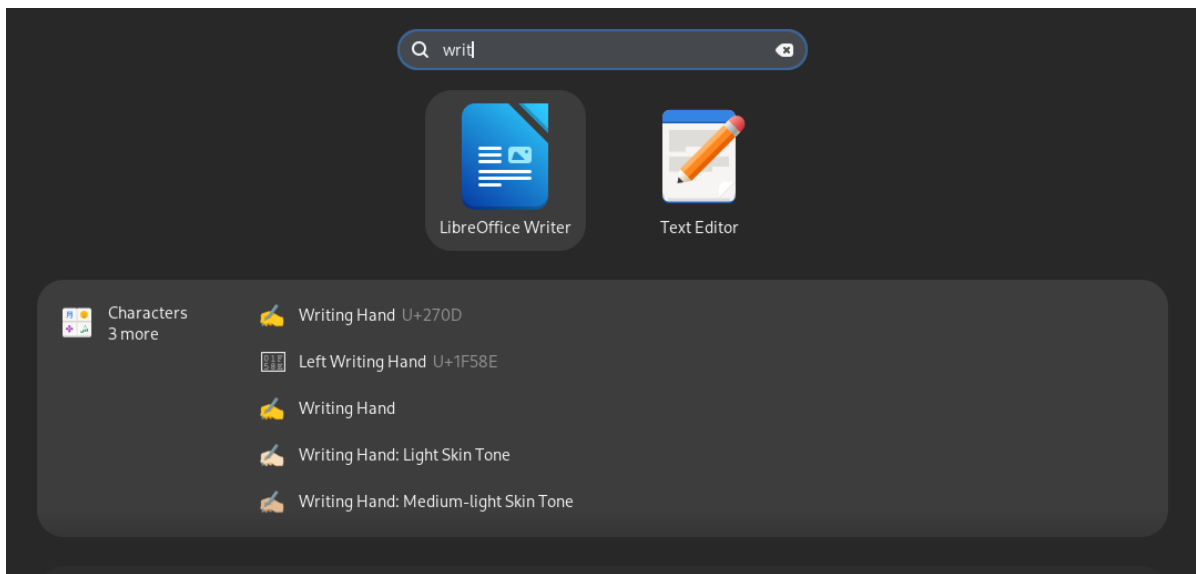 writ
LibreOffice Writer
Text Editor
Characters
3 more
Writing Hand U+270D
Left Writing Hand U+1F58E
Writing Hand
Writing Hand: Light Skin Tone
Writing Hand: Medium-light Skin Tone